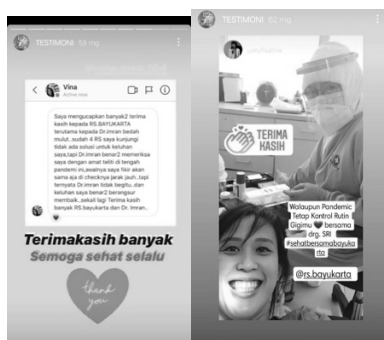 TESTIMONI 59 mg
Vina
Active now
Saya mengucapkan banyak2 terima
kasih kepada RS.BAYUKARTA
terutama kepada Dr.imran bedah
mulut..sudah 4 RS saya kunjungi
tidak ada solusi untuk keluhan
saya,tapi Dr.imran benar2 memeriksa
saya dengan amat teliti di tengah
pandemi ini,awalnya saya fikir akan
sama aja di checknya jarak jauh..tapi
ternyata Dr.imran tidak begitu..dan
keluhan saya benar2 berangsur
membaik..sekali lagi Terima kasih
banyak RS.bayukarta dan Dr. Imran..
Terimakasih banyak
Semoga sehat selalu
thank
you
TESTIMONI 62 mg
TERIMA
KASIH
Walaupun Pandemic
Tetap Kontrol Rutin
Gigimu 🖤 bersama
drg. SRI
#sehatbersamabayuka
rta
@rs.bayukarta